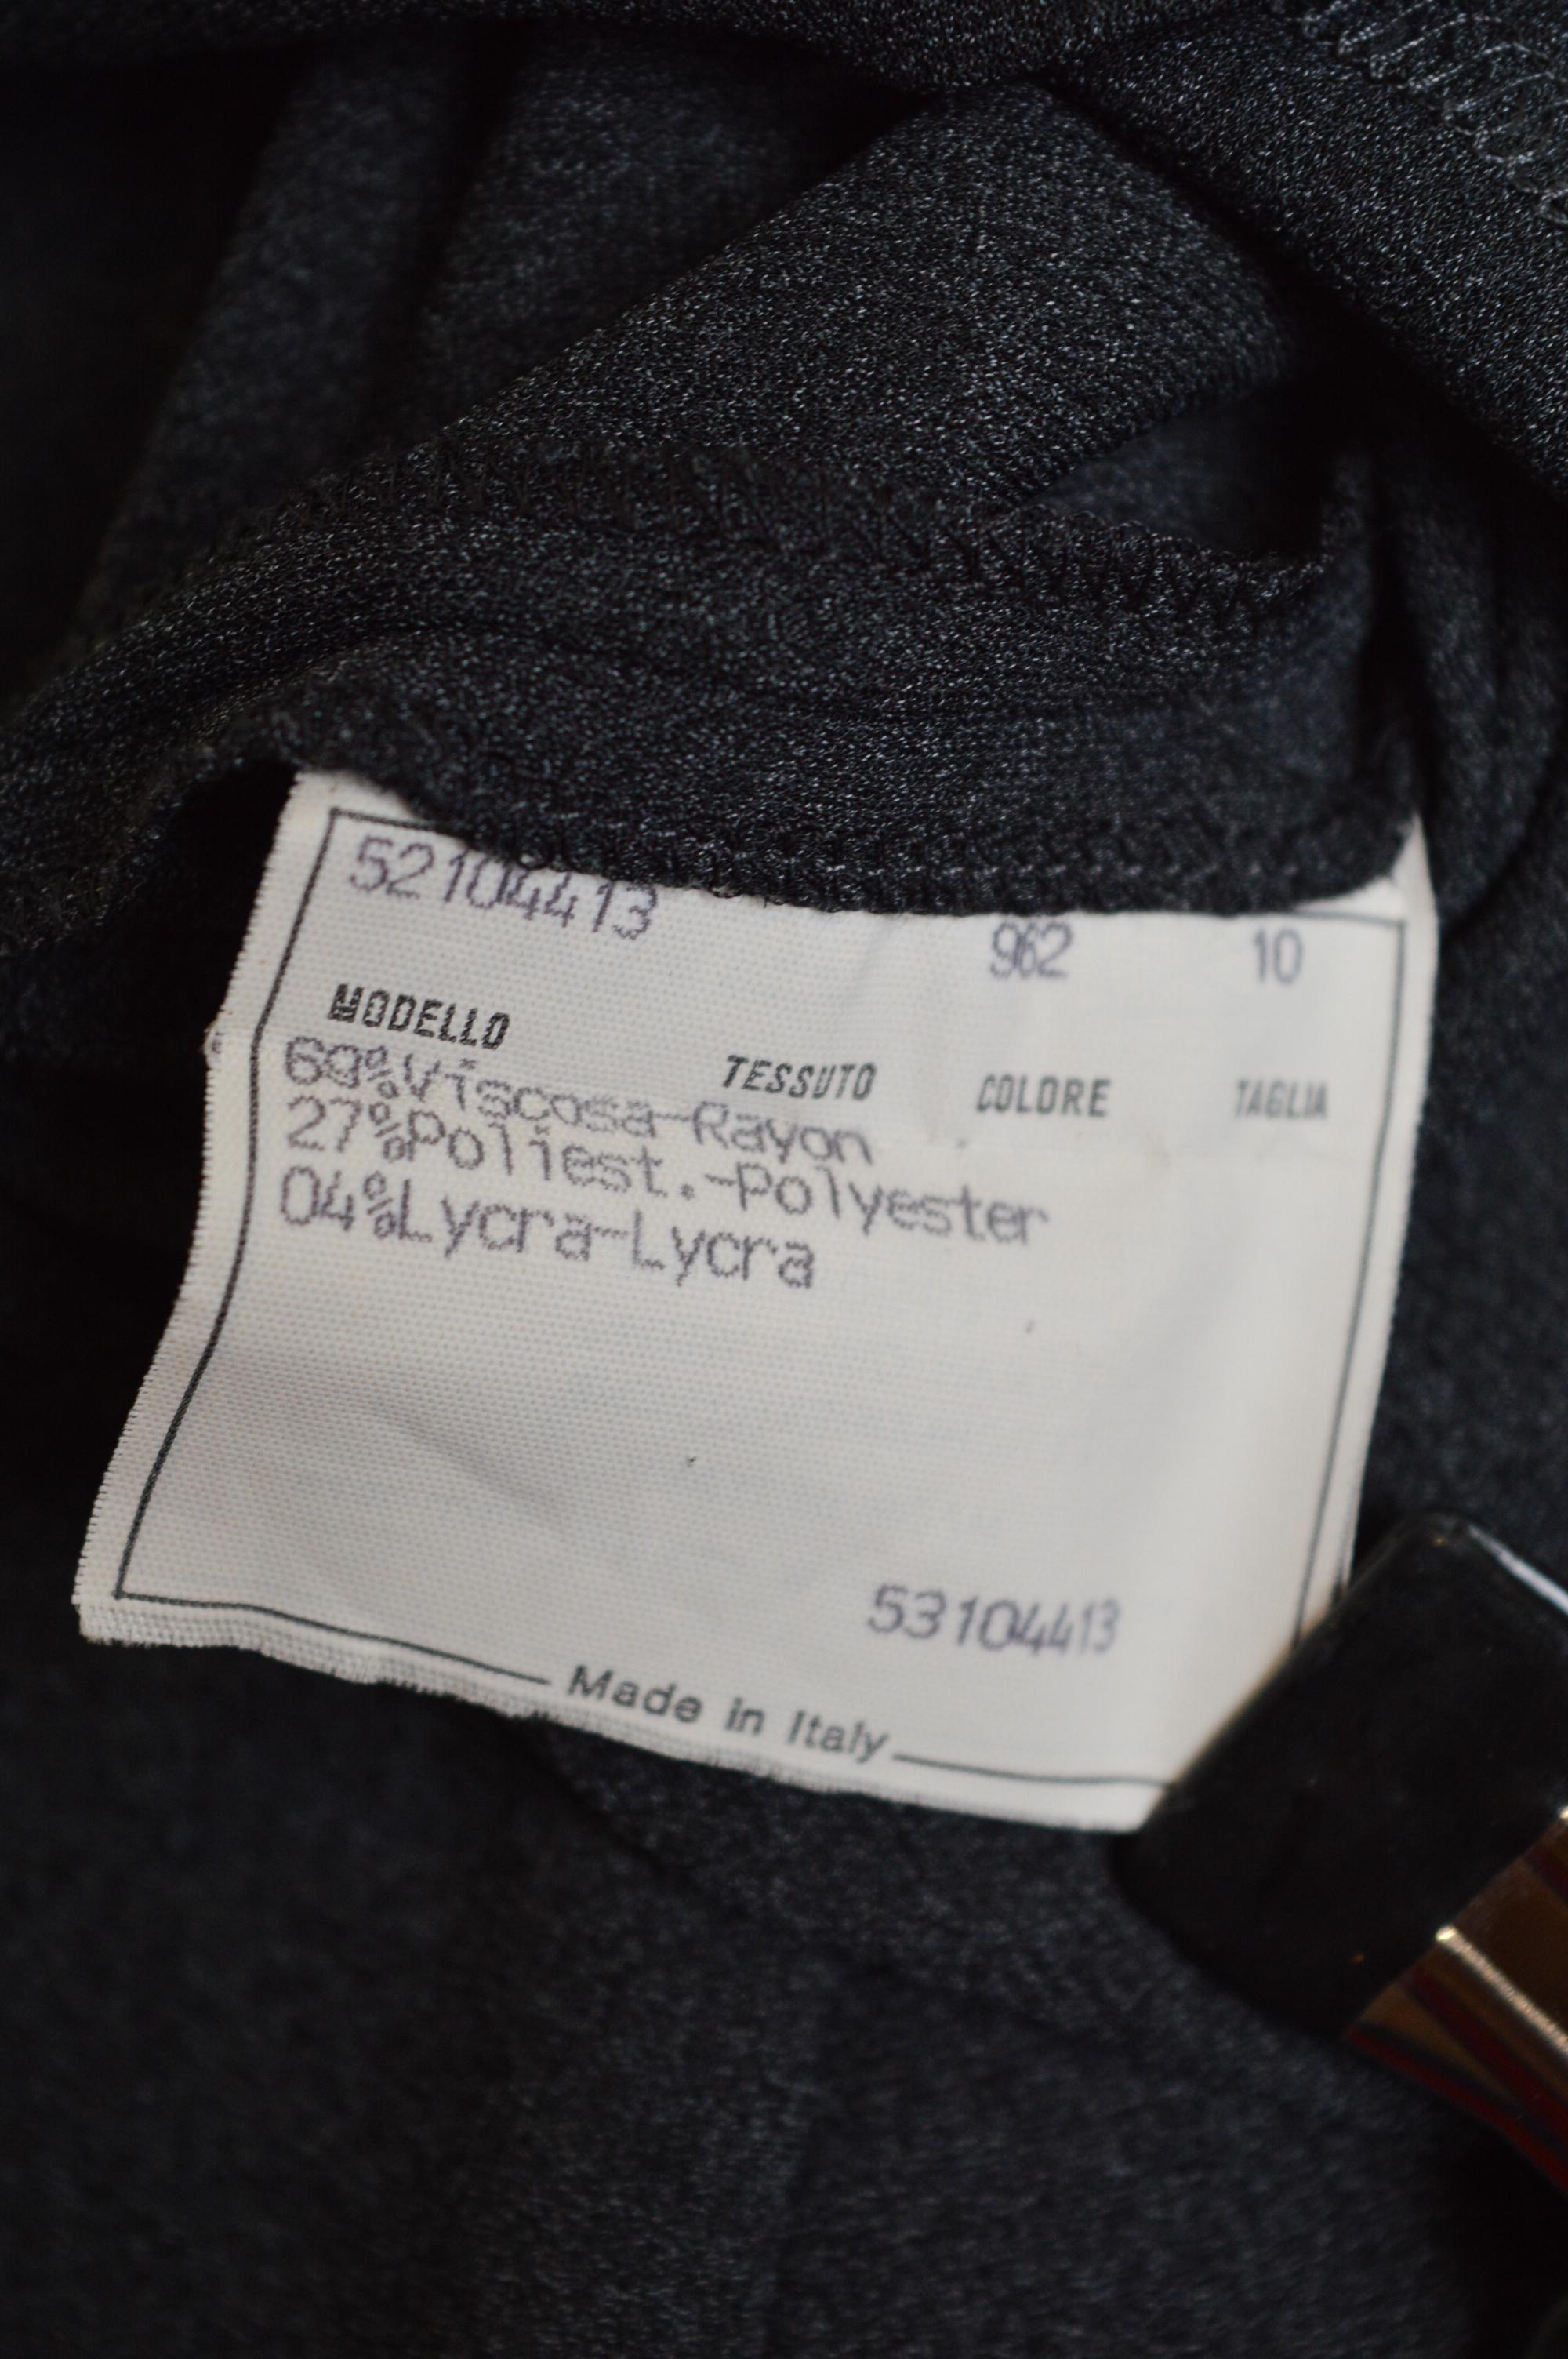 52104413 962 10
MODELLO TESSUTO COLORE TAGLIA
69%Viscosa-Rayon
27%Poliest.-Polyester
04%Lycra-Lycra
53104413
Made in Italy